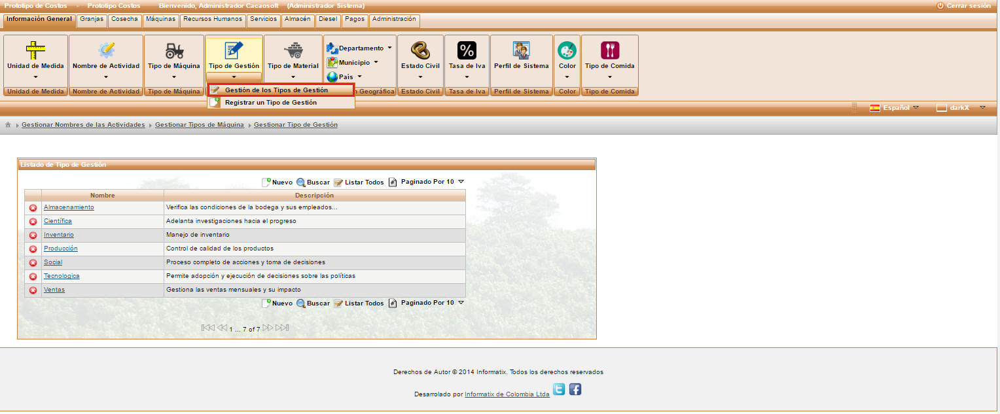 Prototipo de Costos - Prototipo Costos Bienvenido, Administrador Cacaosoft (Administrador Sistema) Cerrar sesión
Información General Granjas Cosecha Máquinas Recursos Humanos Servicios Almacén Diesel Pagos Administración
Departamento
Unidad de Medida Nombre de Actividad Tipo de Máquina Tipo de Gestión Tipo de Material Municipio Estado Civil Tasa de Iva Perfil de Sistema Color Tipo de Comida
País
Unidad de Medida Nombre de Actividad Tipo de Máquina Geográfica Estado Civil Tasa de Iva Perfil de Sistema Color Tipo de Comida
Gestión de los Tipos de Gestión
Registrar un Tipo de Gestión
Español darkX
Gestionar Nombres de las Actividades Gestionar Tipos de Máquina Gestionar Tipo de Gestión
Listado de Tipo de Gestión
Nuevo Buscar Listar Todos # Paginado Por 10
Nombre Descripción
Almacenamiento Verifica las condiciones de la bodega y sus empleados...
Científica Adelanta investigaciones hacia el progreso
Inventario Manejo de inventario
Producción Control de calidad de los productos
Social Proceso completo de acciones y toma de decisiones
Tecnologica Permite adopción y ejecución de decisiones sobre las políticas
Ventas Gestiona las ventas mensuales y su impacto
Nuevo Buscar Listar Todos # Paginado Por 10
1 ... 7 of 7
Derechos de Autor © 2014 Informatix. Todos los derechos reservados
Desarrolado por Informatix de Colombia Ltda